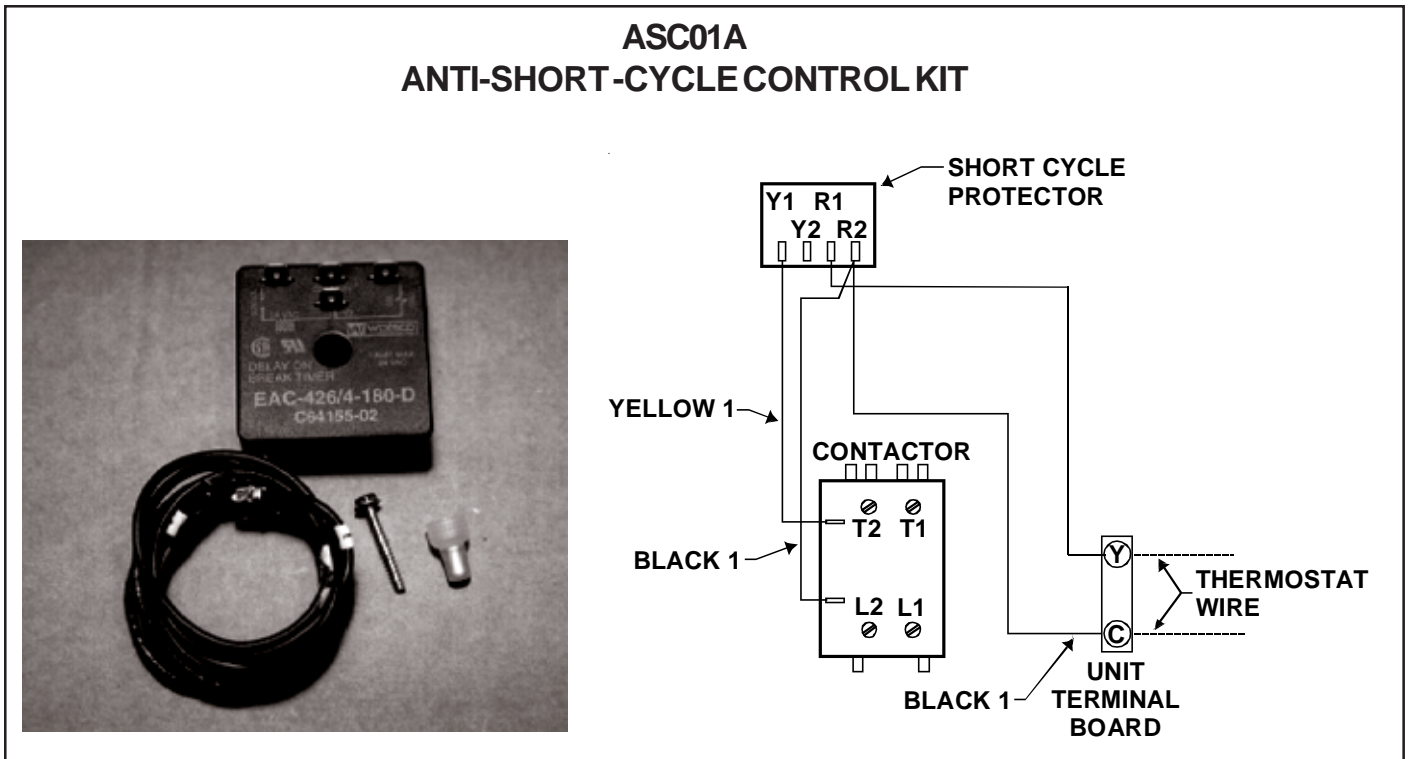 ASC01A
ANTI-SHORT-CYCLE CONTROL KIT
SHORT CYCLE
PROTECTOR
Y1 R1
Y2 R2
YELLOW 1
CONTACTOR
T2 T1
BLACK 1
L2 L1
Y
THERMOSTAT
WIRE
C
BLACK 1
UNIT
TERMINAL
BOARD
DELAY ON
BREAK TIMER
EAC-426/4-180-D
C64155-02